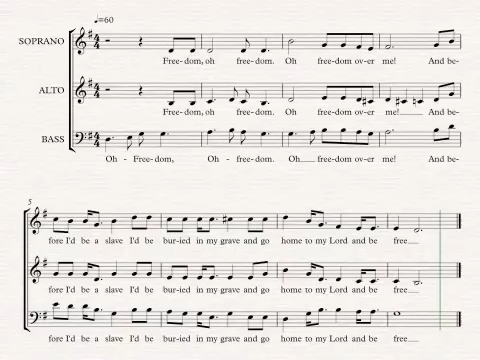 ♩=60
SOPRANO
Free-dom, oh free-dom. Oh free-dom ov-er me! And be-
ALTO
Free-dom, oh free-dom. Oh free-dom ov-er me! And be-
BASS
Oh - Free-dom, Oh - free-dom. Oh free-dom ov-er me! And be-
5
fore I'd be a slave I'd be bur-ied in my grave and go home to my Lord and be free
fore I'd be a slave I'd be bur-ied in my grave and go home to my Lord and be free
fore I'd be a slave I'd be bur-ied in my grave and go home to my Lord and be free